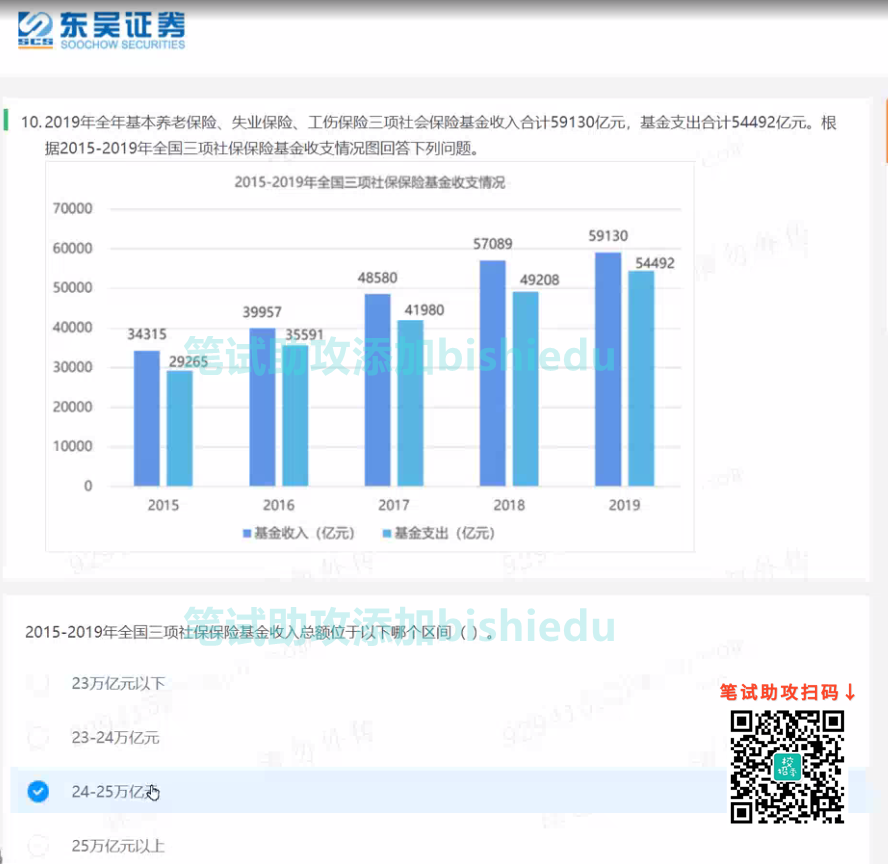 东吴证券
SCS SOOCHOW SECURITIES
10. 2019年全年基本养老保险、失业保险、工伤保险三项社会保险基金收入合计59130亿元，基金支出合计54492亿元。根
据2015-2019年全国三项社保保险基金收支情况图回答下列问题。
2015-2019年全国三项社保保险基金收支情况
70000
60000
50000
40000
30000
20000
10000
0
34315
29265
39957
35591
48580
41980
57089
49208
59130
54492
2015
2016
2017
2018
2019
基金收入（亿元）
基金支出（亿元）
笔试助攻添加bishiedu
2015-2019年全国三项社保保险基金收入总额位于以下哪个区间（ ）。
笔试助攻添加bishiedu
23万亿元以下
23-24万亿元
24-25万亿元
25万亿元以上
笔试助攻扫码↓